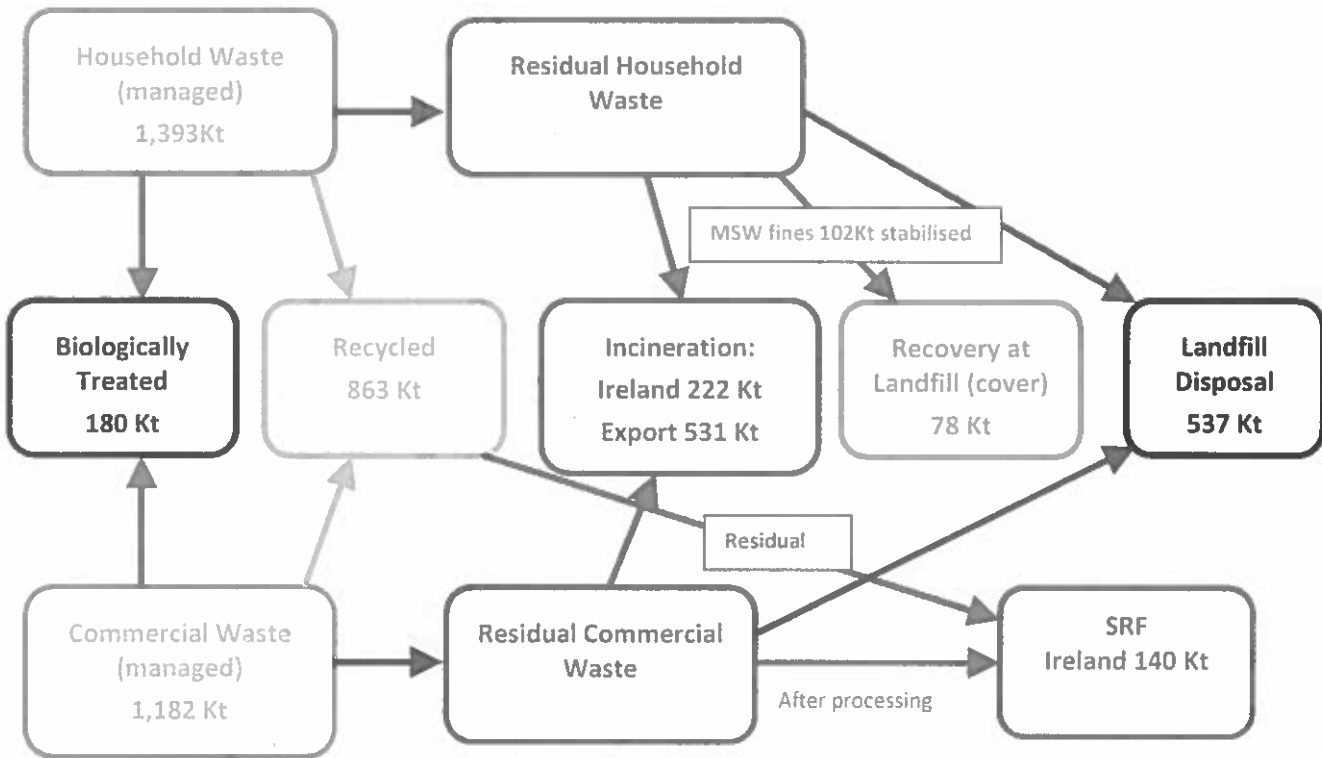 Household Waste
(managed)
1,393Kt
Residual Household
Waste
MSW fines 102Kt stabilised
Biologically
Treated
180 Kt
Recycled
863 Kt
Incineration:
Ireland 222 Kt
Export 531 Kt
Recovery at
Landfill (cover)
78 Kt
Landfill
Disposal
537 Kt
Residual
Commercial Waste
(managed)
1,182 Kt
Residual Commercial
Waste
After processing
SRF
Ireland 140 Kt